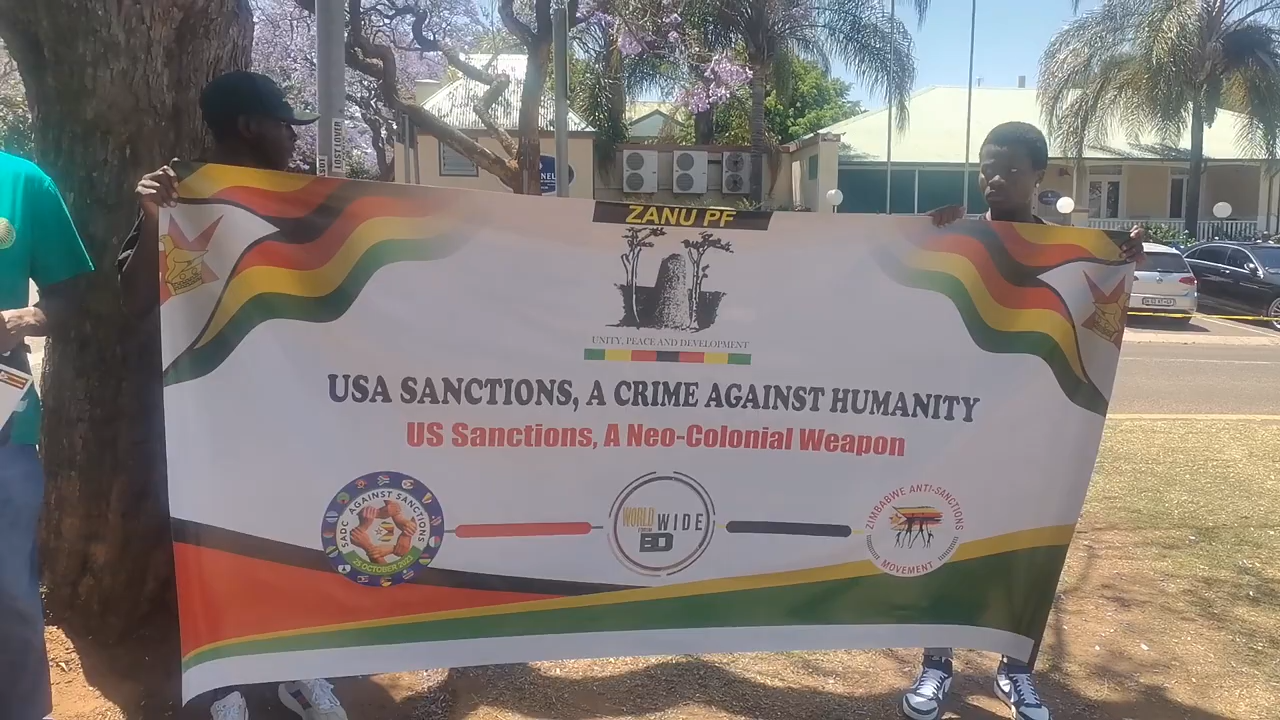 ZANU PF
UNITY, PEACE AND DEVELOPMENT
USA SANCTIONS, A CRIME AGAINST HUMANITY
US Sanctions, A Neo-Colonial Weapon
SADC AGAINST SANCTIONS
WORLD WIDE
BD
ZIMBABWE ANTI-SANCTIONS
MOVEMENT